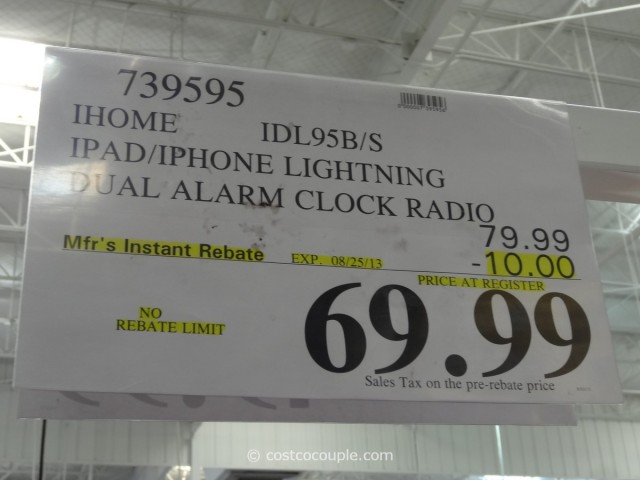 739595
IHOME IDL95B/S
IPAD/IPHONE LIGHTNING
DUAL ALARM CLOCK RADIO
79.99
Mfr's Instant Rebate EXP. 08/25/13 -10.00
PRICE AT REGISTER
NO
REBATE LIMIT
69.99
Sales Tax on the pre-rebate price
© costcocouple.com